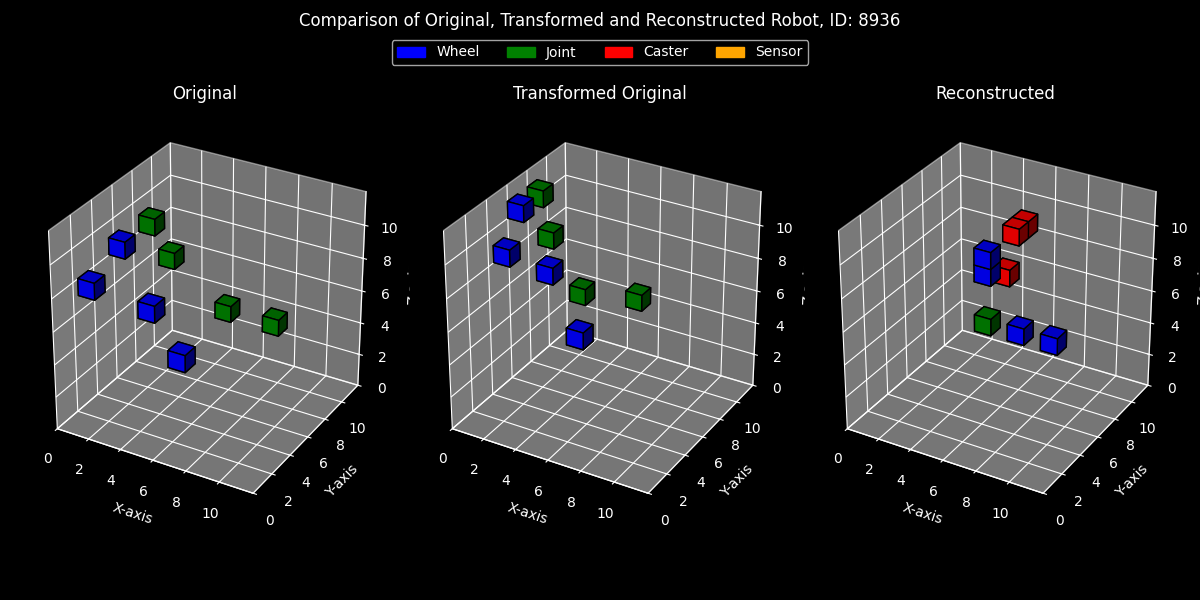 Comparison of Original, Transformed and Reconstructed Robot, ID: 8936
Wheel Joint Caster Sensor
Original Transformed Original Reconstructed
10 10 10
8 8 8
6 6 6
4 4 4
2 2 2
0 0 0
10 10 10
8 8 8
0 0 0
2 2 2
6 6 6
4 4 4
4 4 4
6 6 6
2 2 2
8 8 8
10 10 10
0 0 0
X-axis X-axis X-axis
Y-axis Y-axis Y-axis